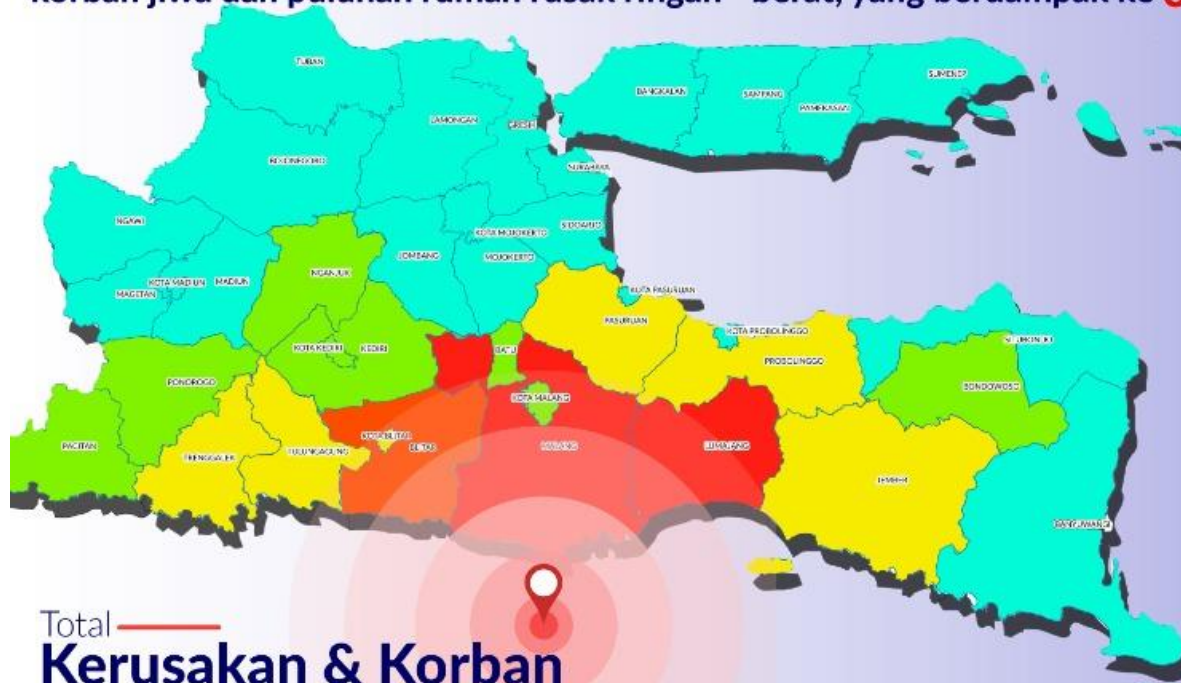 korban jiwa dan puluhan rumah rusak ringan - berat, yang berdampak ke
TUBAN
BANGKALAN
SAMPANG
SUMENEP
PAMEKASAN
LAMONGAN
GRESIK
BOJONEGORO
SURABAYA
NGAWI
KOTA MOJOKERTO
SIDOARJO
JOMBANG
MOJOKERTO
NGANJUK
KOTA MADIUN
MADIUN
MAGETAN
KOTA PASURUAN
PASURUAN
KOTA PROBOLINGGO
SITUBONDO
KOTA KEDIRI
KEDIRI
BATU
PROBOLINGGO
PONOROGO
BONDOWOSO
KOTA MALANG
KOTA BLITAR
BLITAR
PACITAN
TRENGGALEK
TULUNGAGUNG
MALANG
LUMAJANG
JEMBER
BANYUWANGI
Total
Kerusakan & Korban